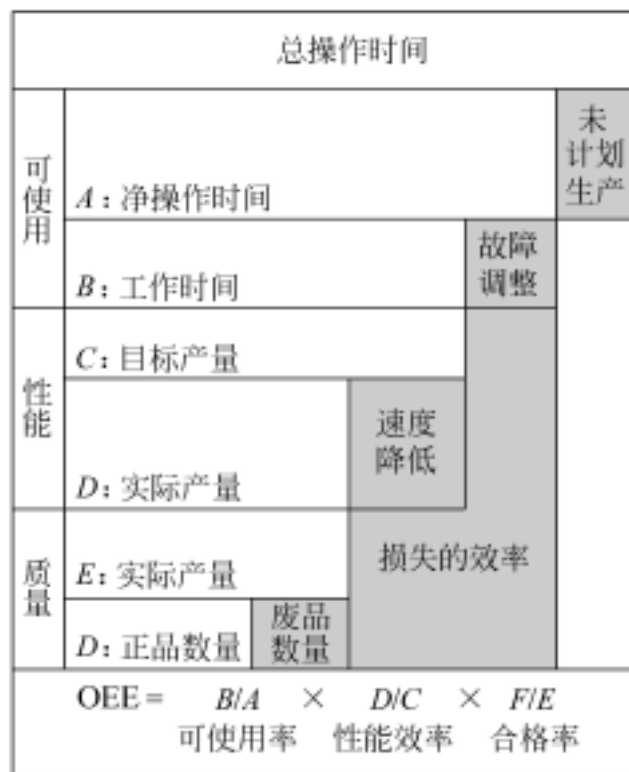 总操作时间
可使用
未
计划
生产
A：净操作时间
故障
调整
B：工作时间
性能
C：目标产量
速度
降低
D：实际产量
质量
E：实际产量
损失的效率
废品
数量
D：正品数量
OEE = B/A × D/C × F/E
可使用率 性能效率 合格率